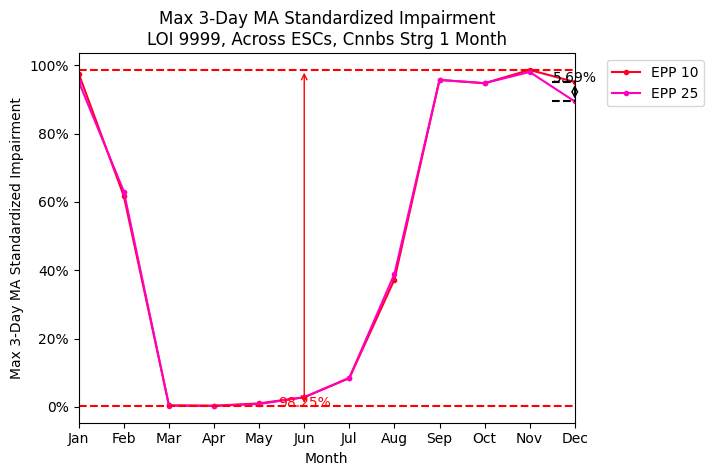 Max 3-Day MA Standardized Impairment
LOI 9999, Across ESCs, Cnnbs Strg 1 Month
Max 3-Day MA Standardized Impairment
100%
80%
60%
40%
20%
0%
5.69%
98.25%
EPP 10
EPP 25
Jan Feb Mar Apr May Jun Jul Aug Sep Oct Nov Dec
Month